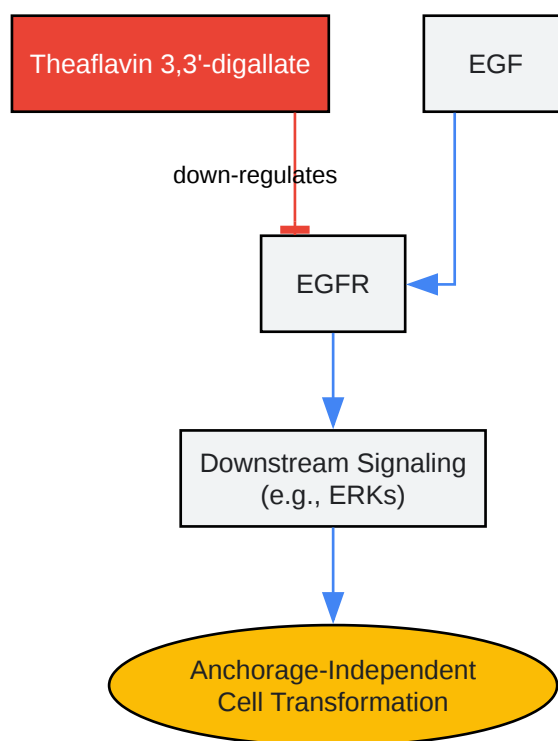 Theaflavin 3,3'-digallate
EGF
down-regulates
EGFR
Downstream Signaling
(e.g., ERKs)
Anchorage-Independent
Cell Transformation